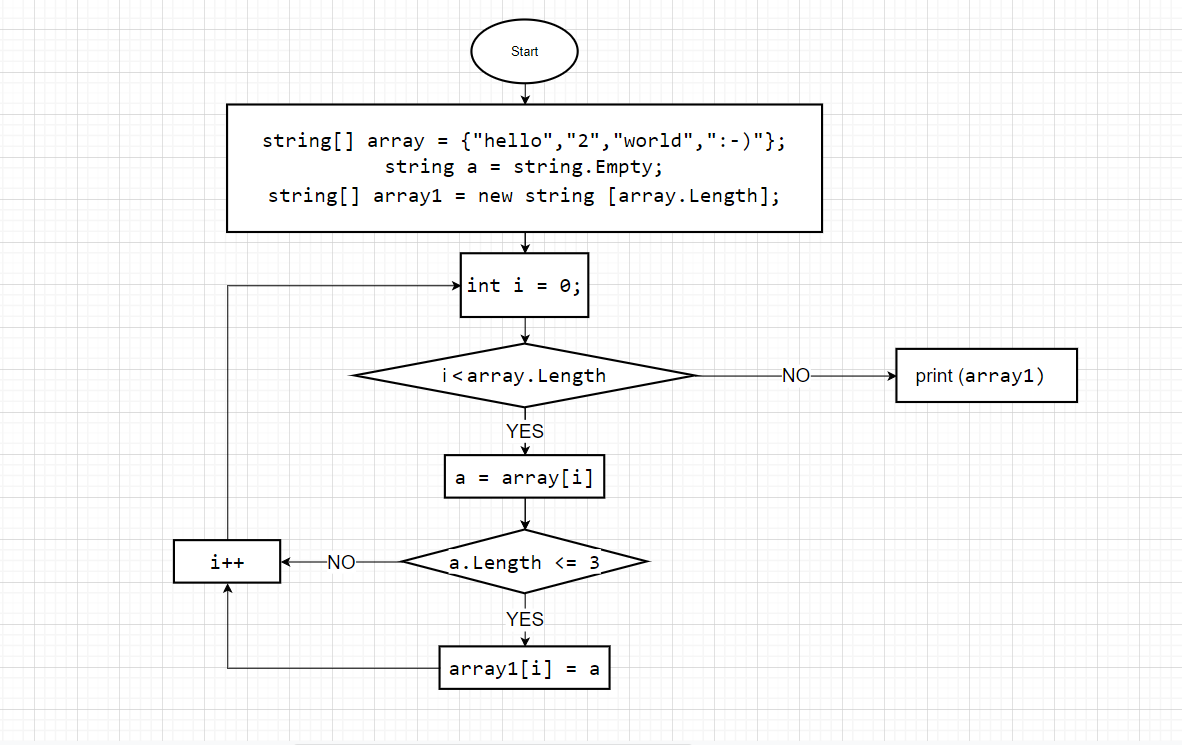 Start
string[] array = {"hello","2","world",":-)"};
string a = string.Empty;
string[] array1 = new string [array.Length];
int i = 0;
i<array.Length
NO
print (array1)
YES
a = array[i]
a.Length <= 3
NO
i++
YES
array1[i] = a